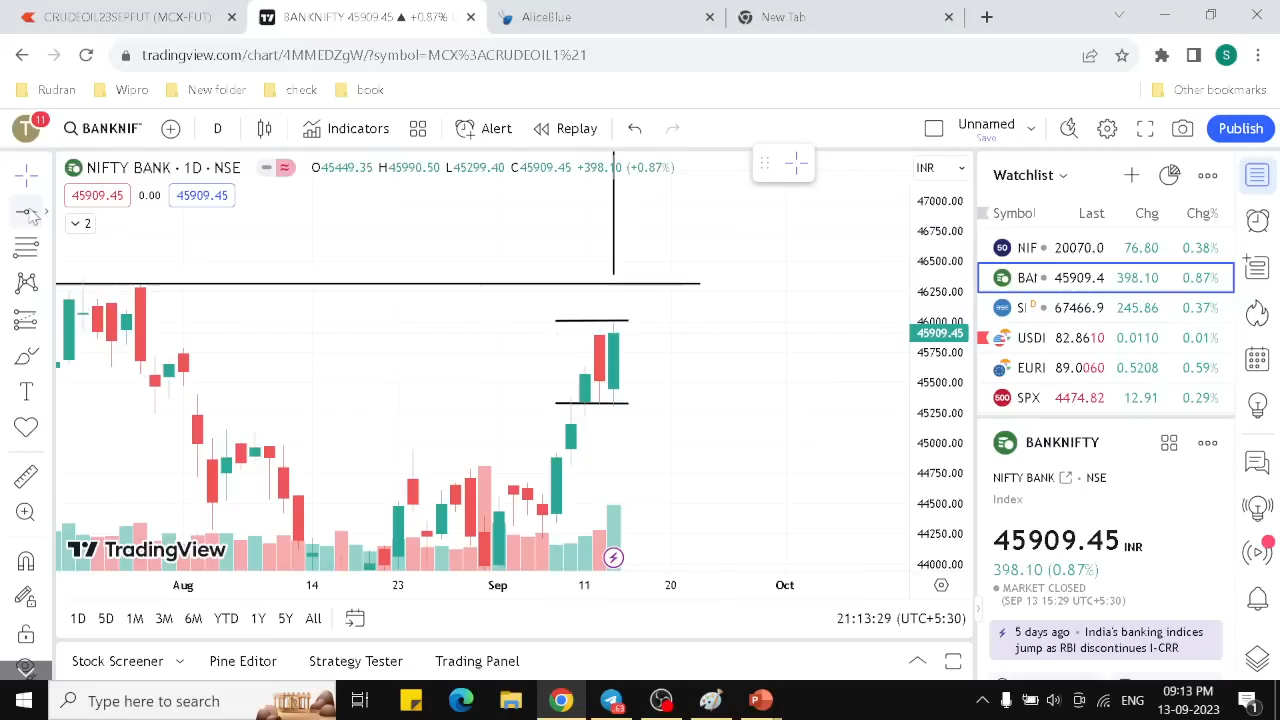 CRUDEOIL23SEPFUT (MCX-FUT)
BANKNIFTY 45909.45 ▲ +0.87%
AliceBlue
New Tab
tradingview.com/chart/4MMEDZgW/?symbol=MCX%3ACRUDEOIL1%21
S
Rudran
Wipro
New folder
check
book
Other bookmarks
T
11
BANKNIF
D
Indicators
Alert
Replay
Unnamed
Save
Publish
NIFTY BANK · 1D · NSE
O45449.35 H45990.50 L45299.40 C45909.45 +398.10 (+0.87%)
INR
45909.45
0.00
45909.45
2
47000.00
46750.00
46500.00
46250.00
46000.00
45909.45
45750.00
45500.00
45250.00
45000.00
44750.00
44500.00
44250.00
44000.00
TradingView
Aug
14
23
Sep
11
20
Oct
1D
5D
1M
3M
6M
YTD
1Y
5Y
All
21:13:29 (UTC+5:30)
Stock Screener
Pine Editor
Strategy Tester
Trading Panel
Watchlist
Symbol
Last
Chg
Chg%
50 NIF 20070.0 76.80 0.38%
BAN 45909.4 398.10 0.87%
D 67466.9 245.86 0.37%
USDI 82.8610 0.0110 0.01%
EURI 89.0060 0.5208 0.59%
500 SPX 4474.82 12.91 0.29%
BANKNIFTY
NIFTY BANK · NSE
Index
45909.45 INR
398.10 (0.87%)
MARKET CLOSED
(SEP 13 15:29 UTC+5:30)
5 days ago · India's banking indices
jump as RBI discontinues I-CRR
Type here to search
63
ENG
09:13 PM
13-09-2023
1